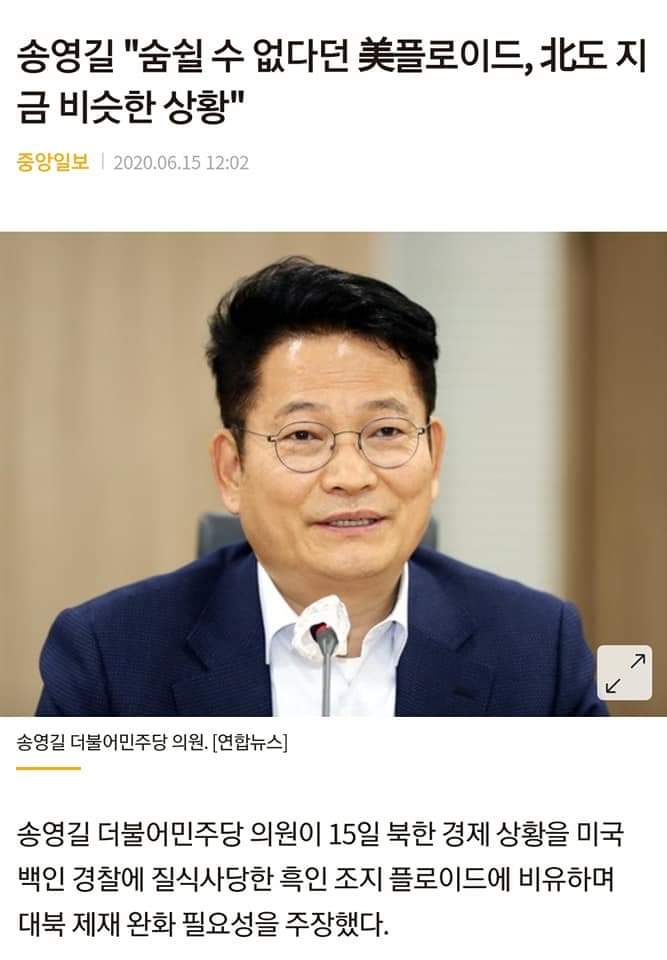 송영길 "숨쉴 수 없다던 美플로이드, 北도 지
금 비슷한 상황"
중앙일보 | 2020.06.15 12:02
송영길 더불어민주당 의원. [연합뉴스]
송영길 더불어민주당 의원이 15일 북한 경제 상황을 미국
백인 경찰에 질식사당한 흑인 조지 플로이드에 비유하며
대북 제재 완화 필요성을 주장했다.